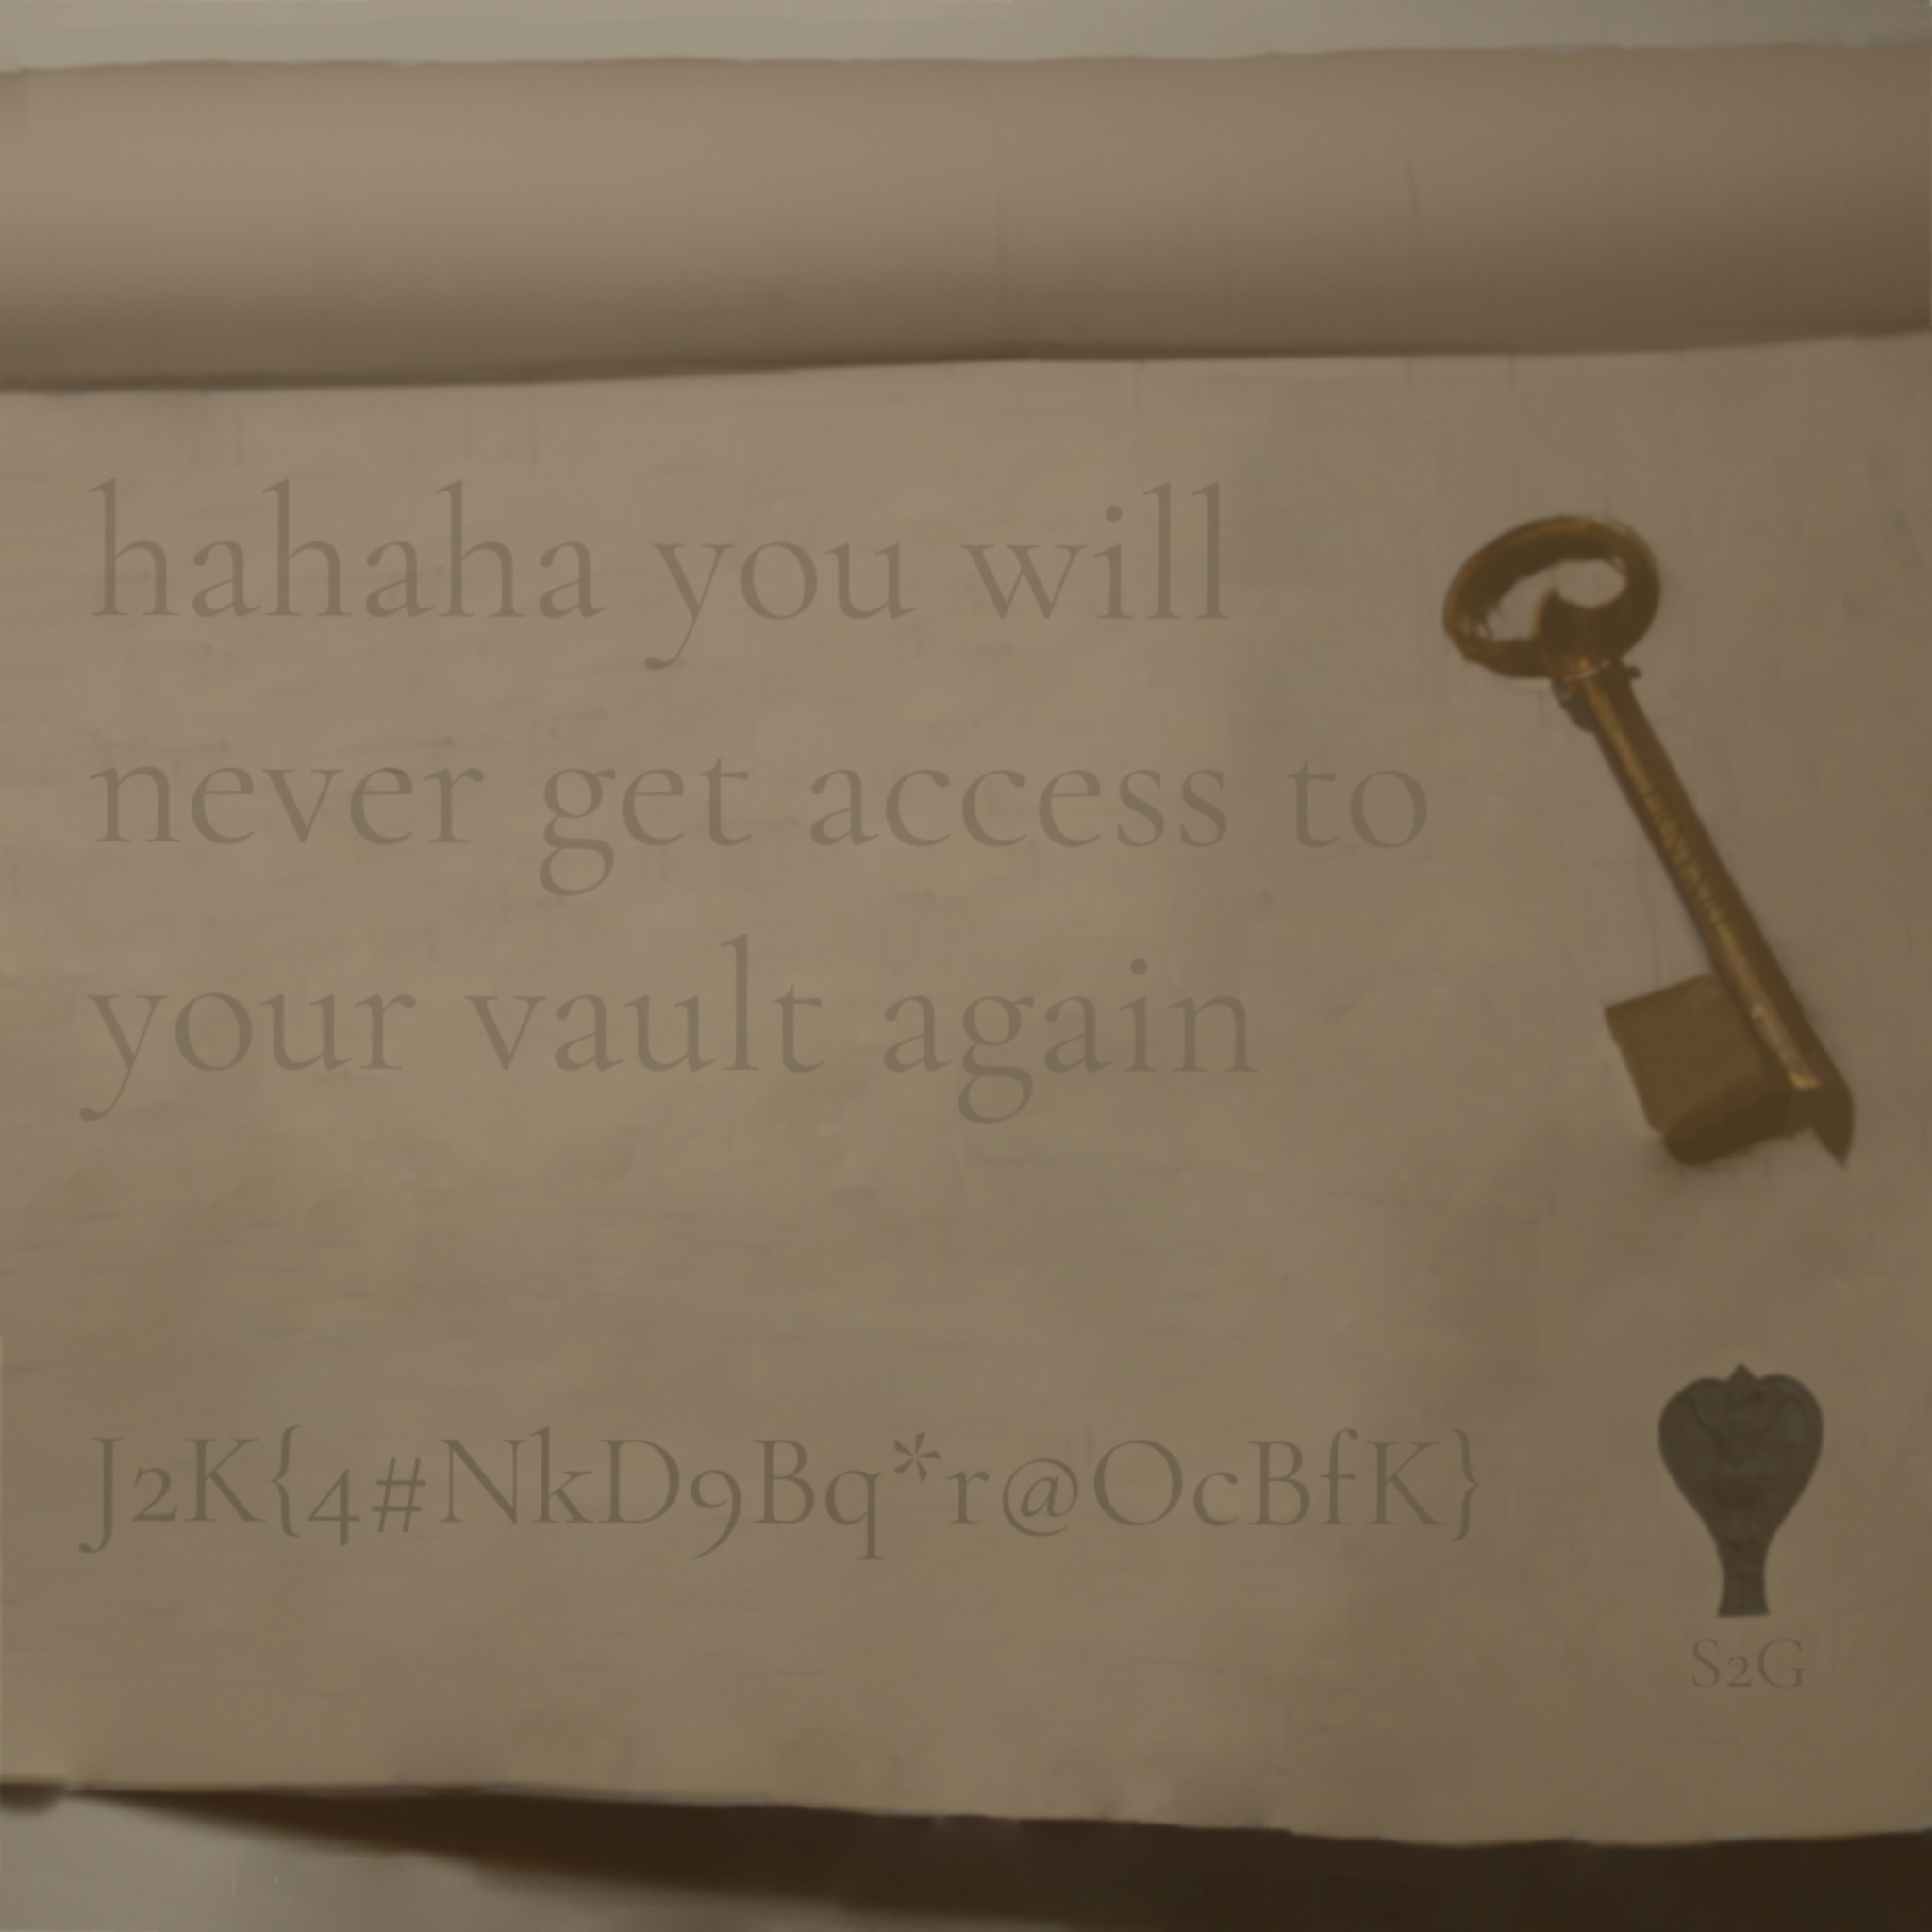 hahaha you will
never get access to
your vault again
J2K{4#NkD9Bq*r@OcBfK}
S2G